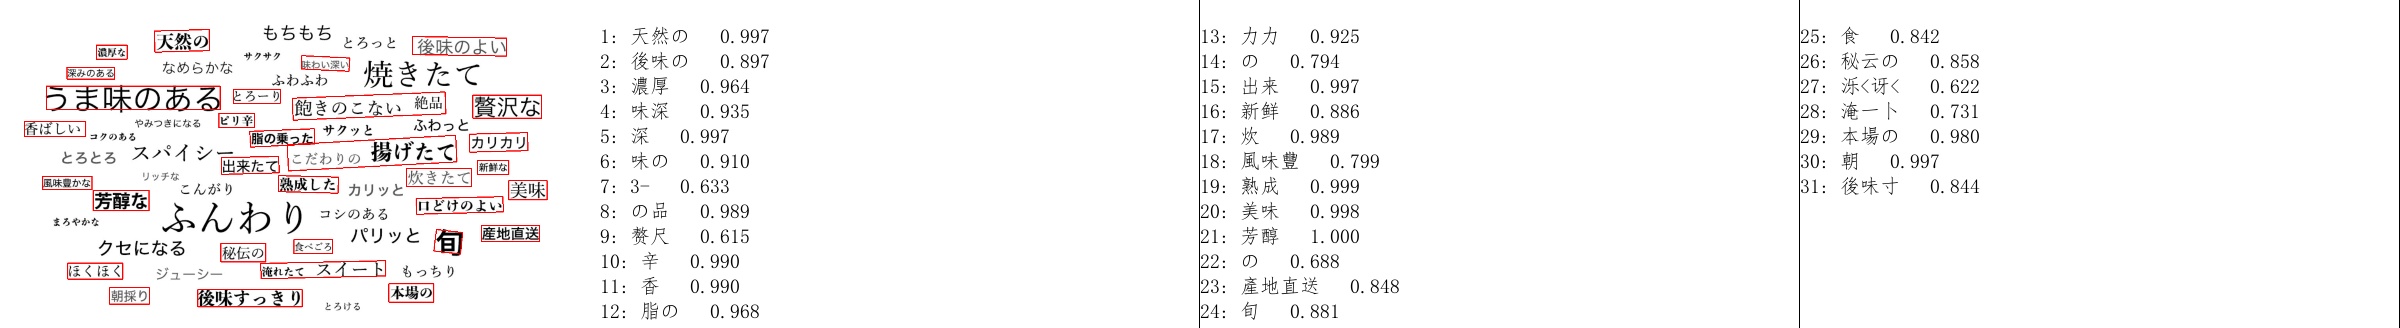 天然の
もちもち
とろっと
後味のよい
濃厚な
サクサク
深みのある
なめらかな
味わい深い
焼きたて
ふわふわ
うま味のある
とろーり
飽きのこない 絶品
贅沢な
香ばしい
やみつきになる
ピリ辛
コクのある
脂の乗った
サクッと
ふわっと
カリカリ
とろとろ
スパイシー
こだわりの 揚げたて
出来たて
新鮮な
リッチな
炊きたて
風味豊かな
こんがり
熟成した
カリッと
美味
芳醇な
ふんわり
コシのある
口どけのよい
まろやかな
パリッと
旬
産地直送
クセになる
秘伝の
食べごろ
ほくほく
ジューシー
淹れたて スイート
もっちり
朝採り
後味すっきり
本場の
とろける
1: 天然の 0.997
2: 後味の 0.897
3: 濃厚 0.964
4: 味深 0.935
5: 深 0.997
6: 味の 0.910
7: 3- 0.633
8: の品 0.989
9: 赘尺 0.615
10: 辛 0.990
11: 香 0.990
12: 脂の 0.968
13: 力力 0.925
14: の 0.794
15: 出来 0.997
16: 新鮮 0.886
17: 炊 0.989
18: 風味豐 0.799
19: 熟成 0.999
20: 美味 0.998
21: 芳醇 1.000
22: の 0.688
23: 產地直送 0.848
24: 旬 0.881
25: 食 0.842
26: 秘云の 0.858
27: 泺<讶< 0.622
28: 淹一卜 0.731
29: 本場の 0.980
30: 朝 0.997
31: 後味寸 0.844